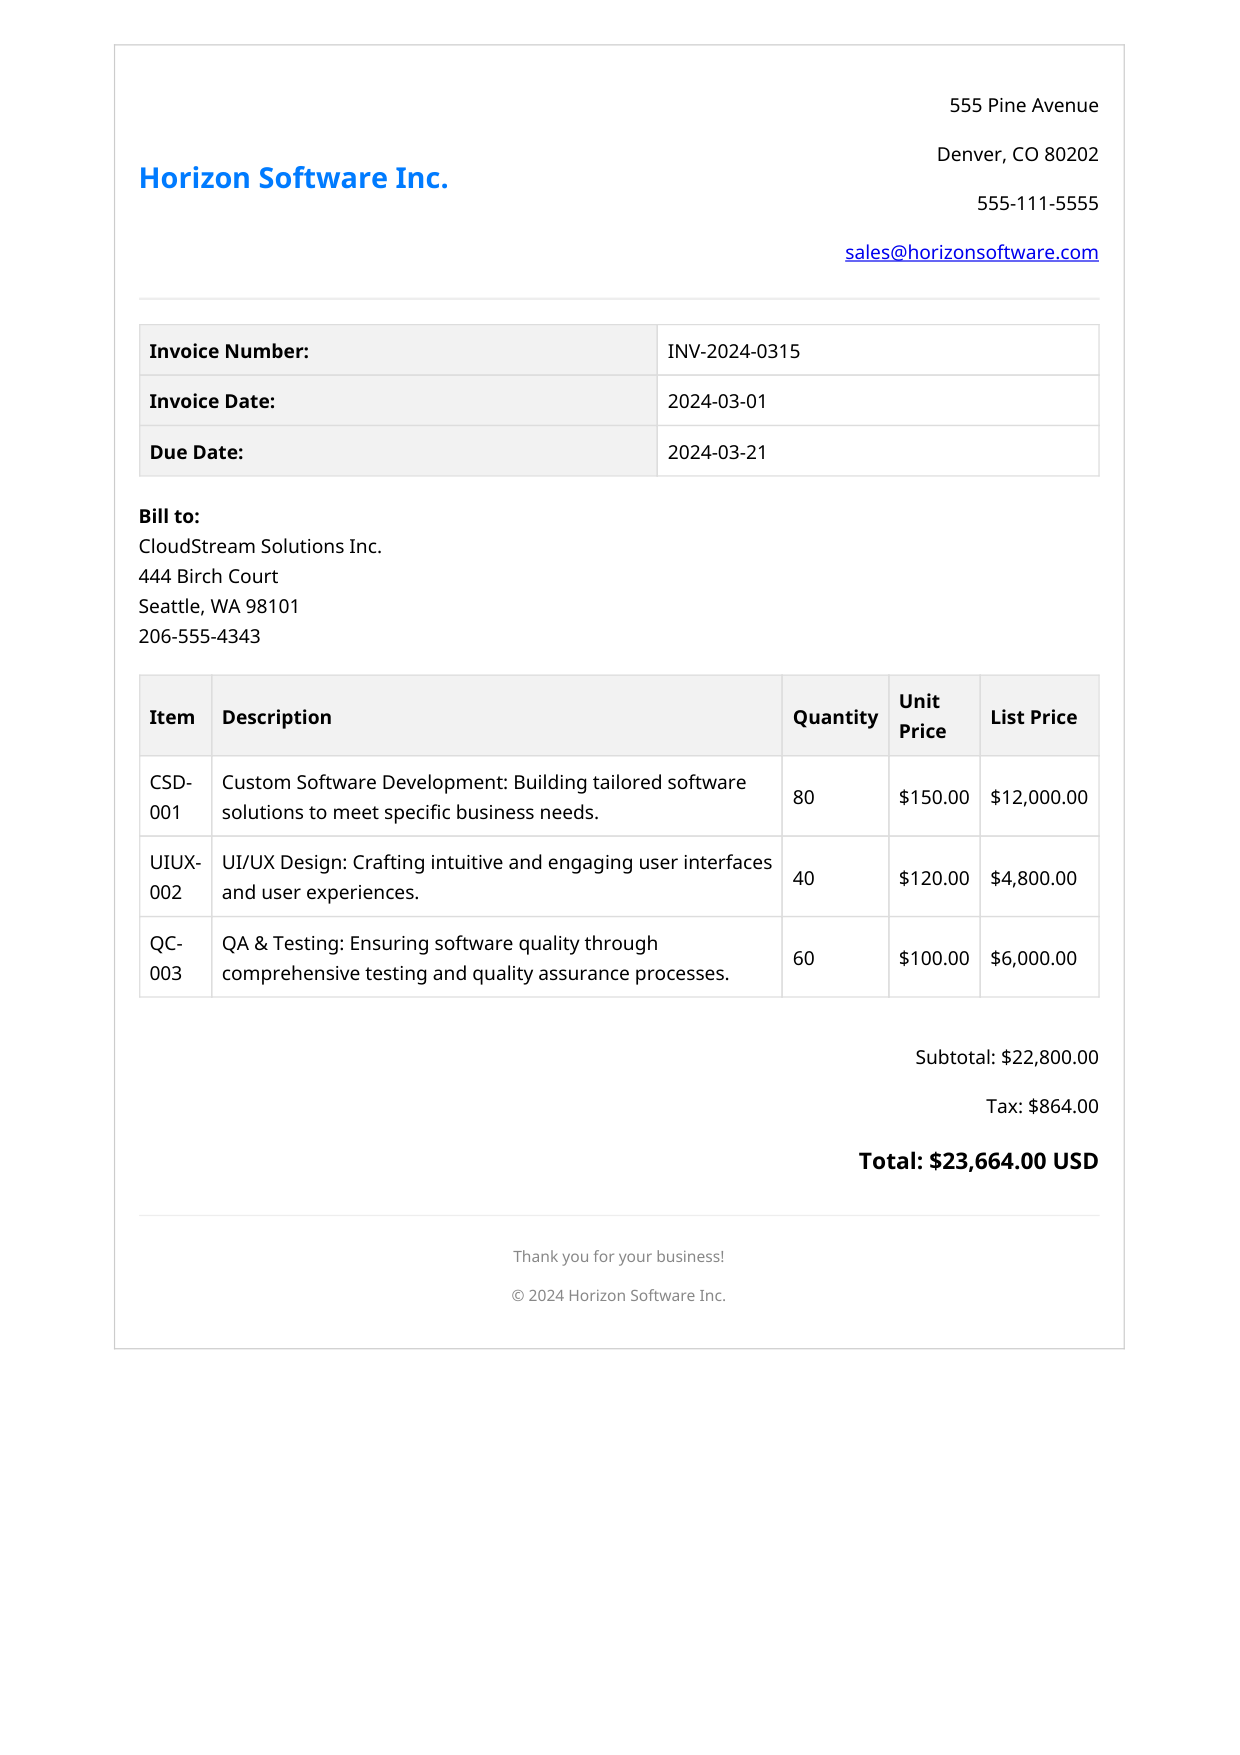 Horizon Software Inc.
555 Pine Avenue
Denver, CO 80202
555-111-5555
sales@horizonsoftware.com
Invoice Number: INV-2024-0315
Invoice Date: 2024-03-01
Due Date: 2024-03-21
Bill to:
CloudStream Solutions Inc.
444 Birch Court
Seattle, WA 98101
206-555-4343
Item Description Quantity Unit Price List Price
CSD-001 Custom Software Development: Building tailored software
solutions to meet specific business needs. 80 $150.00 $12,000.00
UIUX-002 UI/UX Design: Crafting intuitive and engaging user interfaces
and user experiences. 40 $120.00 $4,800.00
QC-003 QA & Testing: Ensuring software quality through
comprehensive testing and quality assurance processes. 60 $100.00 $6,000.00
Subtotal: $22,800.00
Tax: $864.00
Total: $23,664.00 USD
Thank you for your business!
© 2024 Horizon Software Inc.